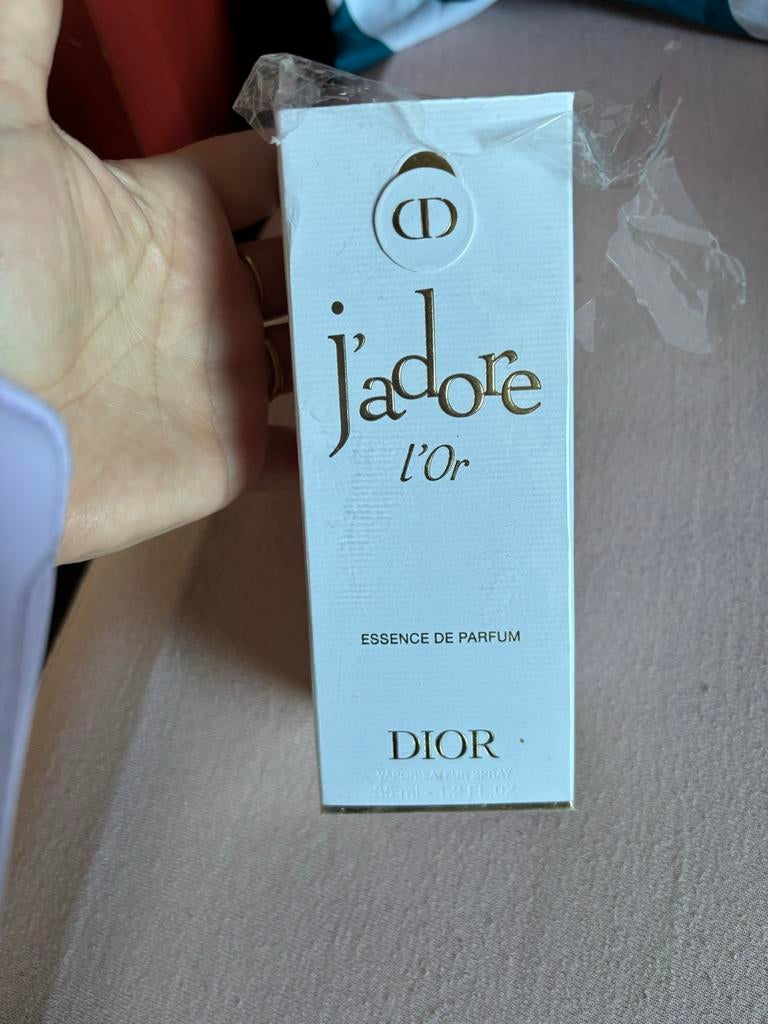 CD
j'adore
l'Or
ESSENCE DE PARFUM
DIOR
VAPORISATEUR SPRAY
35 ml - 1.2 FL.OZ